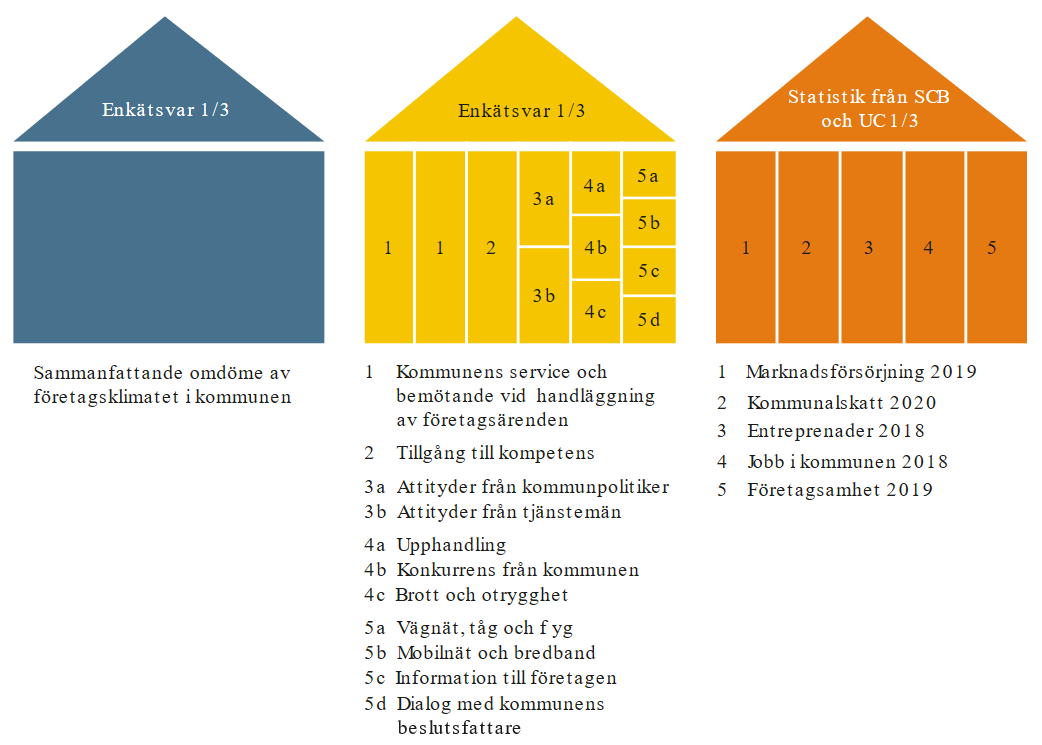 Enkätsvar 1/3
Sammanfattande omdöme av
företagsklimatet i kommunen
Enkätsvar 1/3
1
1
2
3a
3b
4a
4b
4c
5a
5b
5c
5d
1 Kommunens service och
bemötande vid handläggning
av företagsärenden
2 Tillgång till kompetens
3a Attityder från kommunpolitiker
3b Attityder från tjänstemän
4a Upphandling
4b Konkurrens från kommunen
4c Brott och otrygghet
5a Vägnät, tåg och f yg
5b Mobilnät och bredband
5c Information till företagen
5d Dialog med kommunens
beslutsfattare
Statistik från SCB
och UC 1/3
1
2
3
4
5
1 Marknadsförsörjning 2019
2 Kommunalskatt 2020
3 Entreprenader 2018
4 Jobb i kommunen 2018
5 Företagsamhet 2019